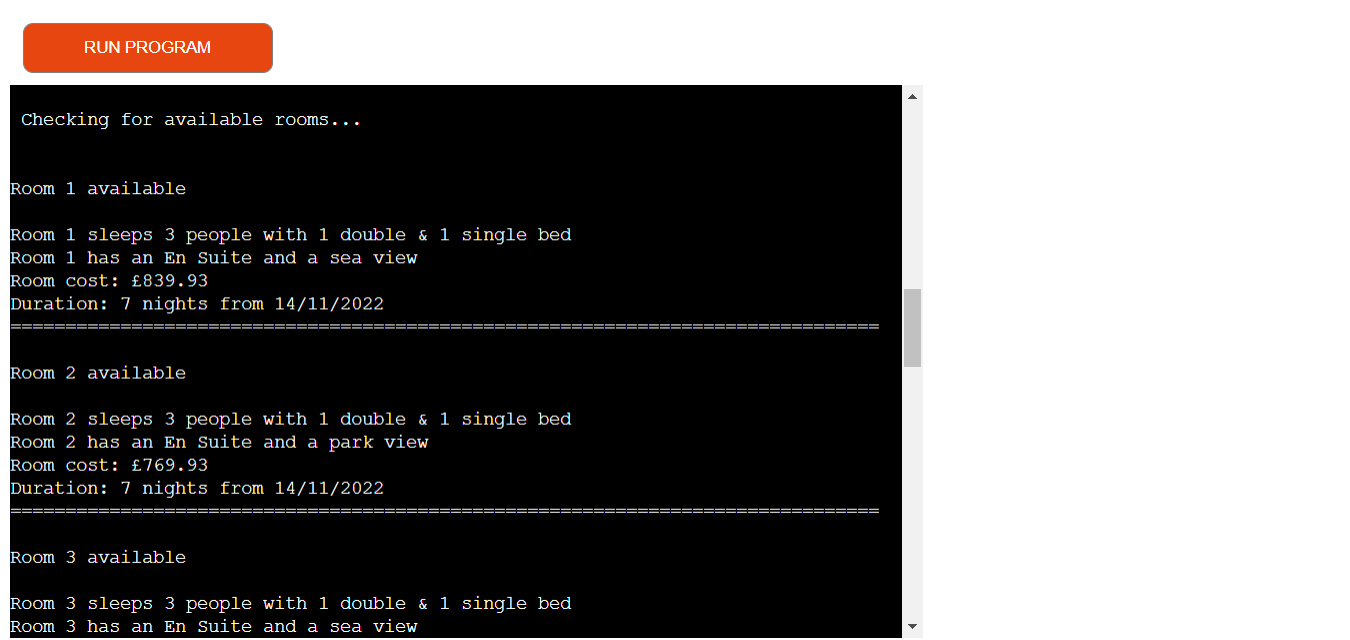 RUN PROGRAM
Checking for available rooms...
Room 1 available
Room 1 sleeps 3 people with 1 double & 1 single bed
Room 1 has an En Suite and a sea view
Room cost: £839.93
Duration: 7 nights from 14/11/2022
===============================================================================
Room 2 available
Room 2 sleeps 3 people with 1 double & 1 single bed
Room 2 has an En Suite and a park view
Room cost: £769.93
Duration: 7 nights from 14/11/2022
===============================================================================
Room 3 available
Room 3 sleeps 3 people with 1 double & 1 single bed
Room 3 has an En Suite and a sea view